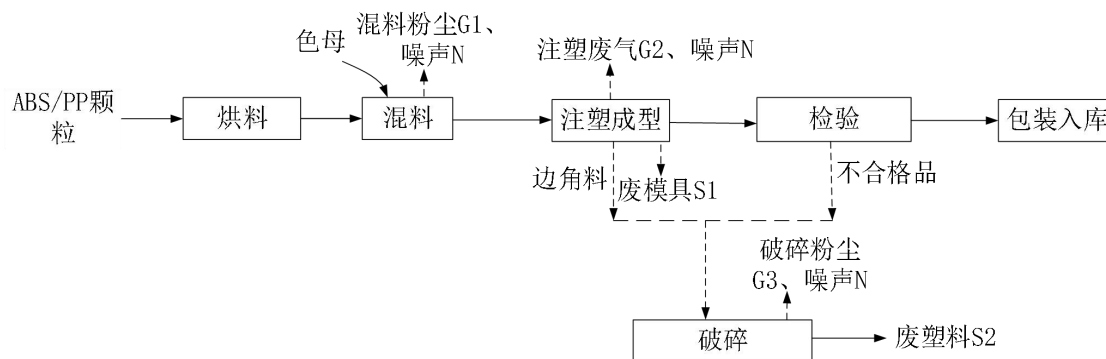 混料粉尘G1、
噪声N
色母
注塑废气G2、噪声N
ABS/PP颗
粒
烘料
混料
注塑成型
检验
包装入库
边角料
废模具S1
不合格品
破碎粉尘
G3、噪声N
破碎
废塑料S2